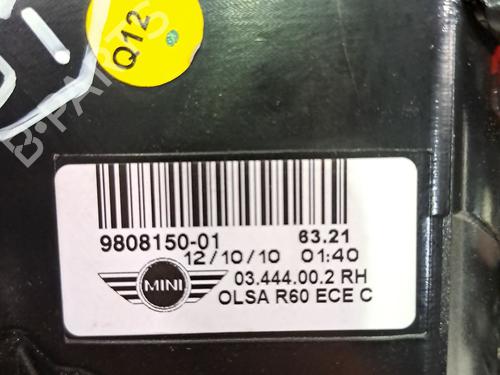 Q12
B-PARTS
9808150-01 63.21
12/10/10 01:40
03.444.00.2 RH
MINI
OLSA R60 ECE C